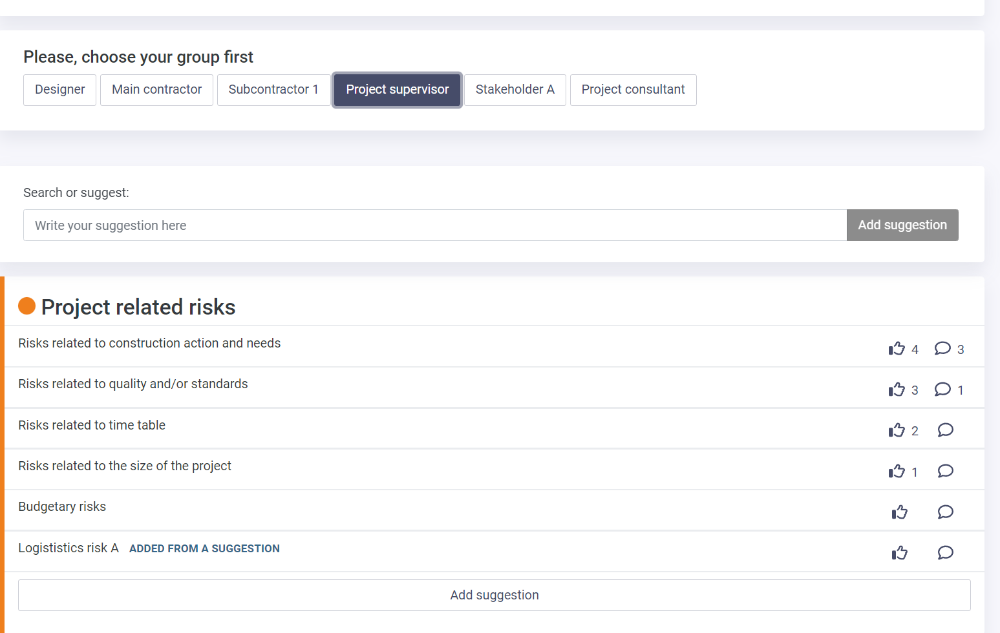 Please, choose your group first
Designer Main contractor Subcontractor 1 Project supervisor Stakeholder A Project consultant
Search or suggest:
Write your suggestion here Add suggestion
Project related risks
Risks related to construction action and needs 4 3
Risks related to quality and/or standards 3 1
Risks related to time table 2
Risks related to the size of the project 1
Budgetary risks
Logististics risk A ADDED FROM A SUGGESTION
Add suggestion